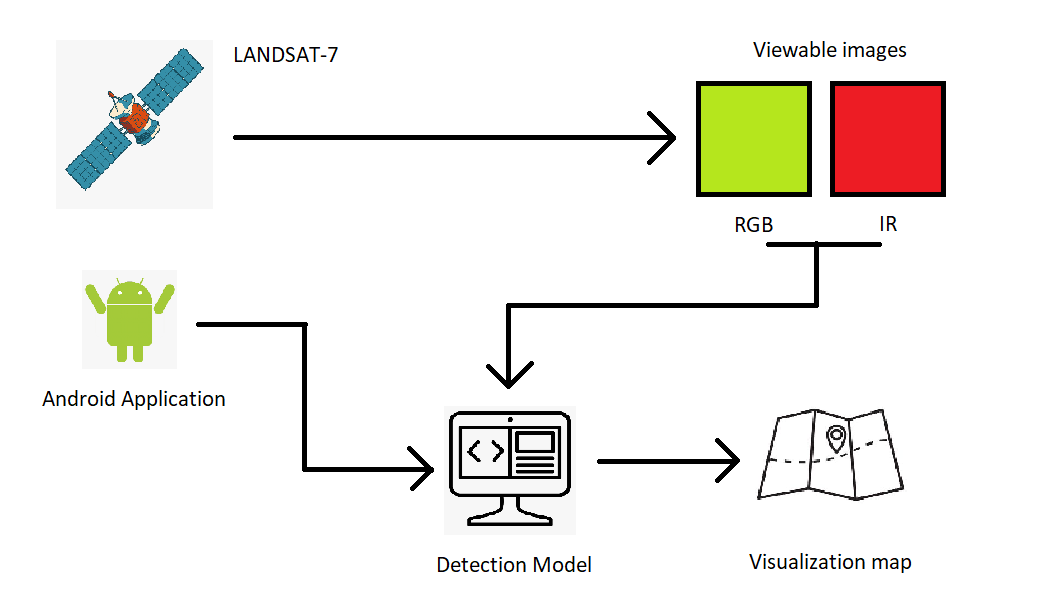 LANDSAT-7
Viewable images
RGB
IR
Android Application
Detection Model
Visualization map